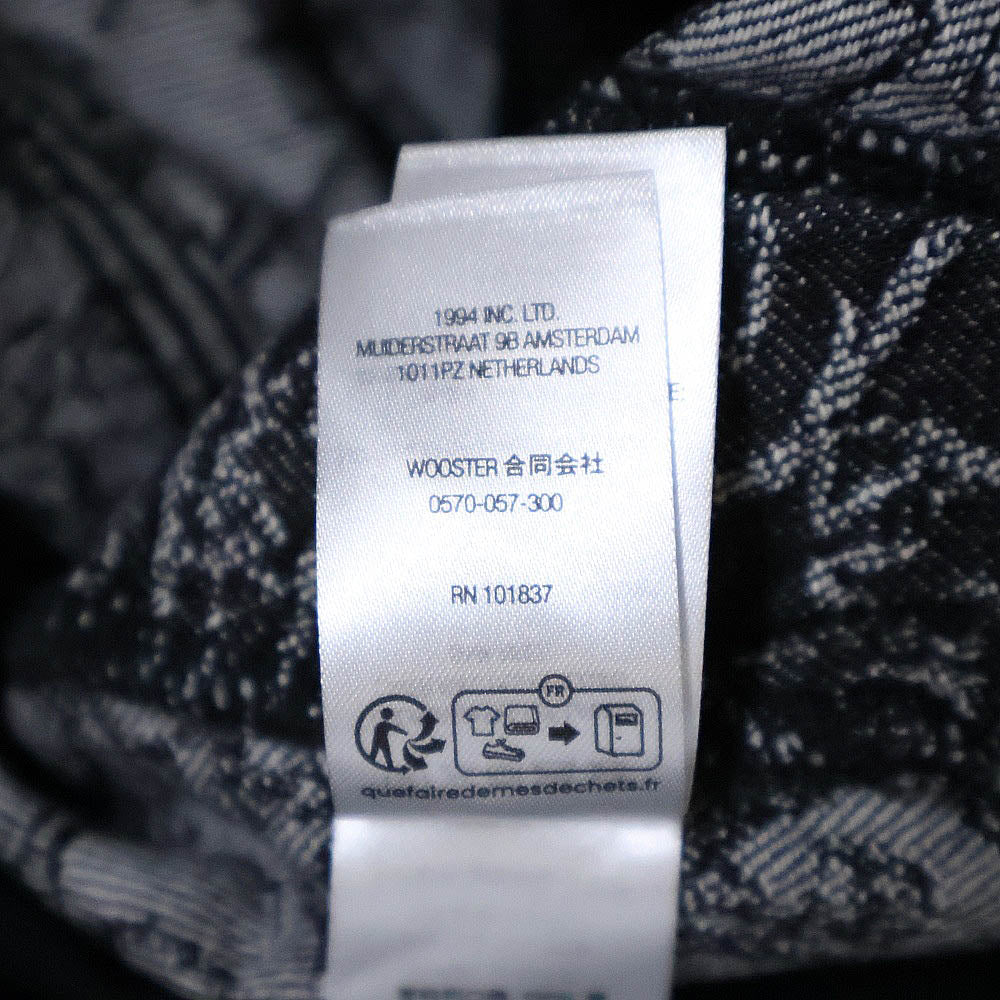 1994 INC. LTD.
MUIDERSTRAAT 9B AMSTERDAM
1011PZ NETHERLANDS
E:
WOOSTER 合同会社
0570-057-300
RN 101837
FR
quefairedemesdechets.fr